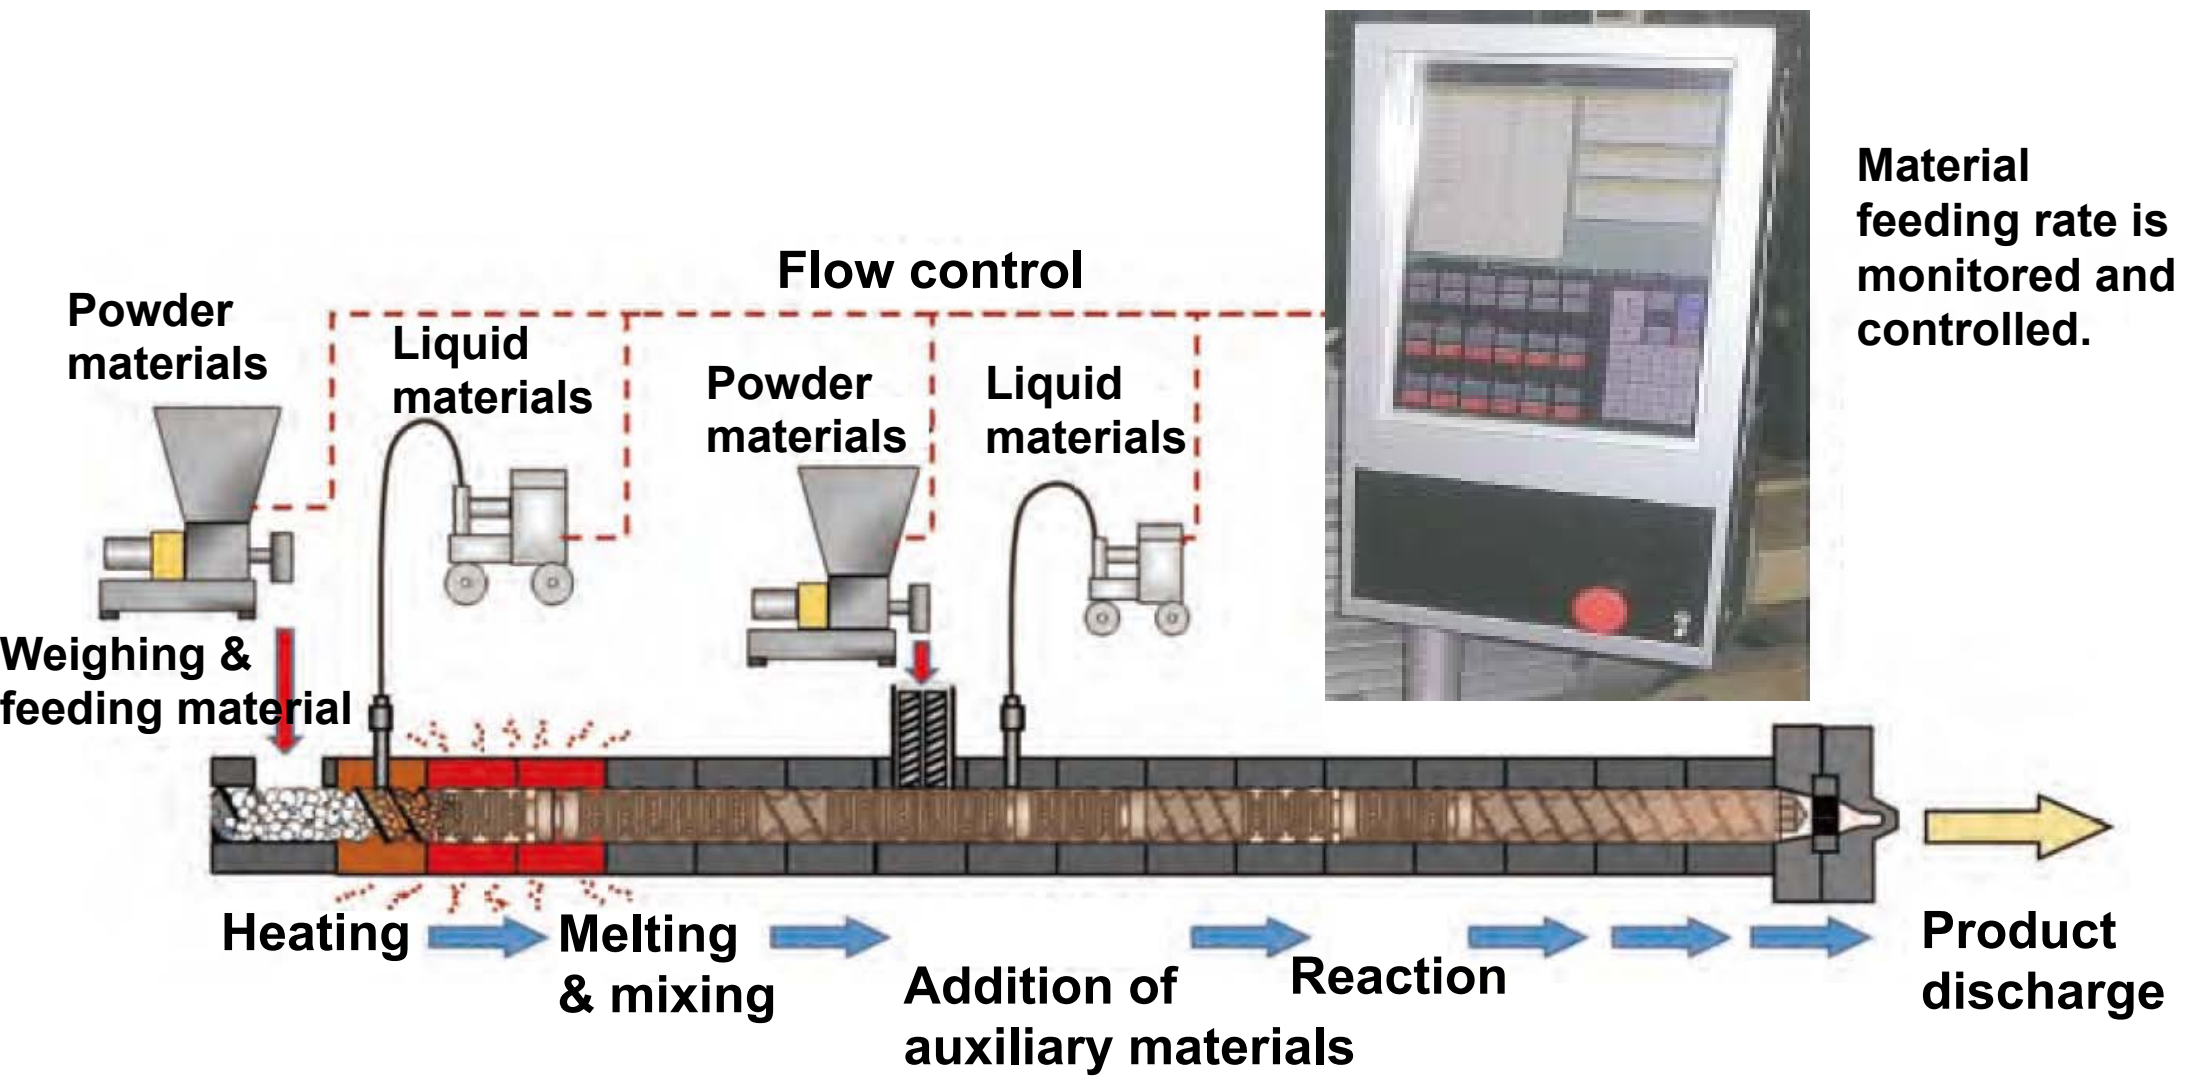 Material
feeding rate is
monitored and
controlled.
Flow control
Powder
materials
Liquid
materials
Powder
materials
Liquid
materials
Weighing &
feeding material
Heating
Melting
& mixing
Addition of
auxiliary materials
Reaction
Product
discharge